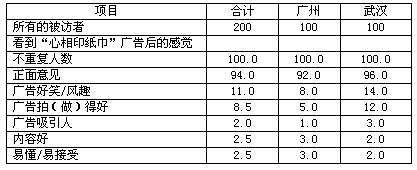 项目 合计 广州 武汉
所有的被访者 200 100 100
看到“心相印纸巾”广告后的感觉
不重复人数 100.0 100.0 100.0
正面意见 94.0 92.0 96.0
广告好笑/风趣 11.0 8.0 14.0
广告拍(做)得好 8.5 5.0 12.0
广告吸引人 2.0 1.0 3.0
内容好 2.5 3.0 2.0
易懂/易接受 2.5 3.0 2.0